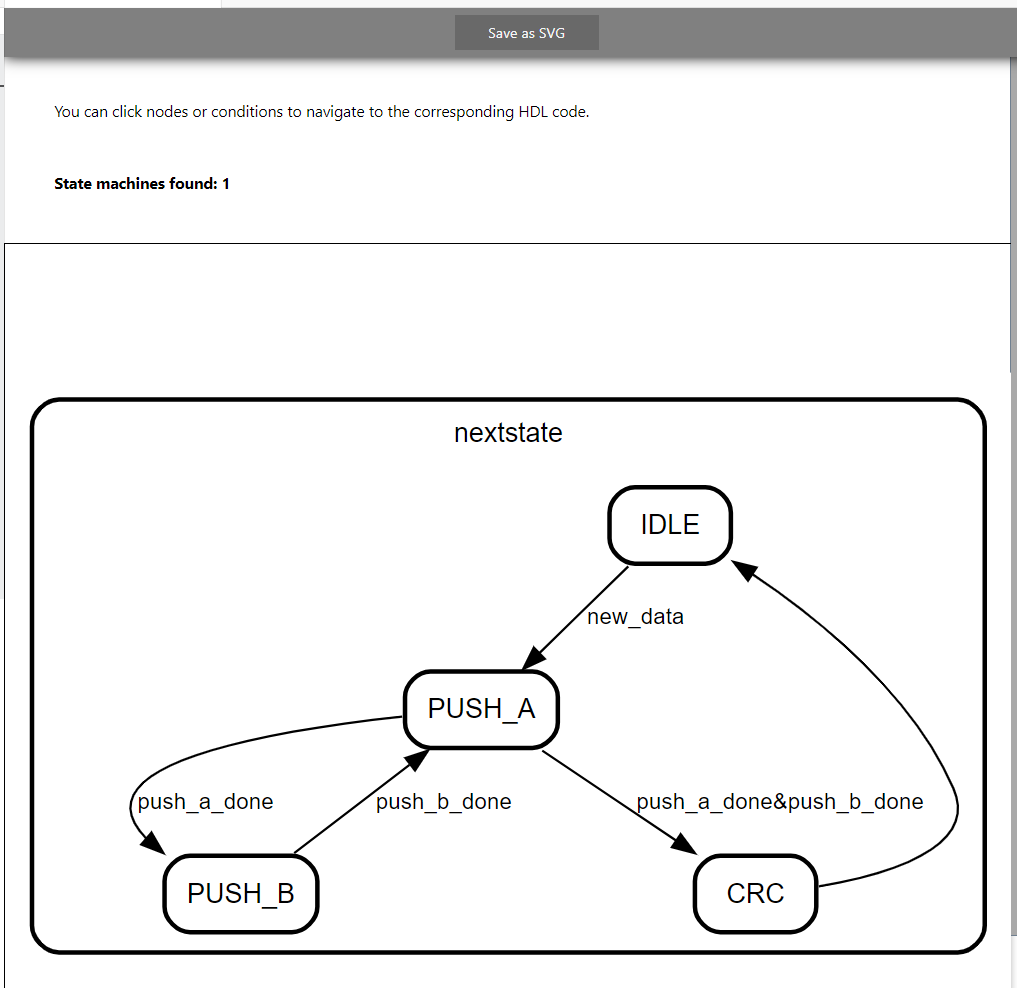 Save as SVG
You can click nodes or conditions to navigate to the corresponding HDL code.
State machines found: 1
nextstate
IDLE
new_data
PUSH_A
push_a_done
push_b_done
push_a_done&push_b_done
PUSH_B
CRC